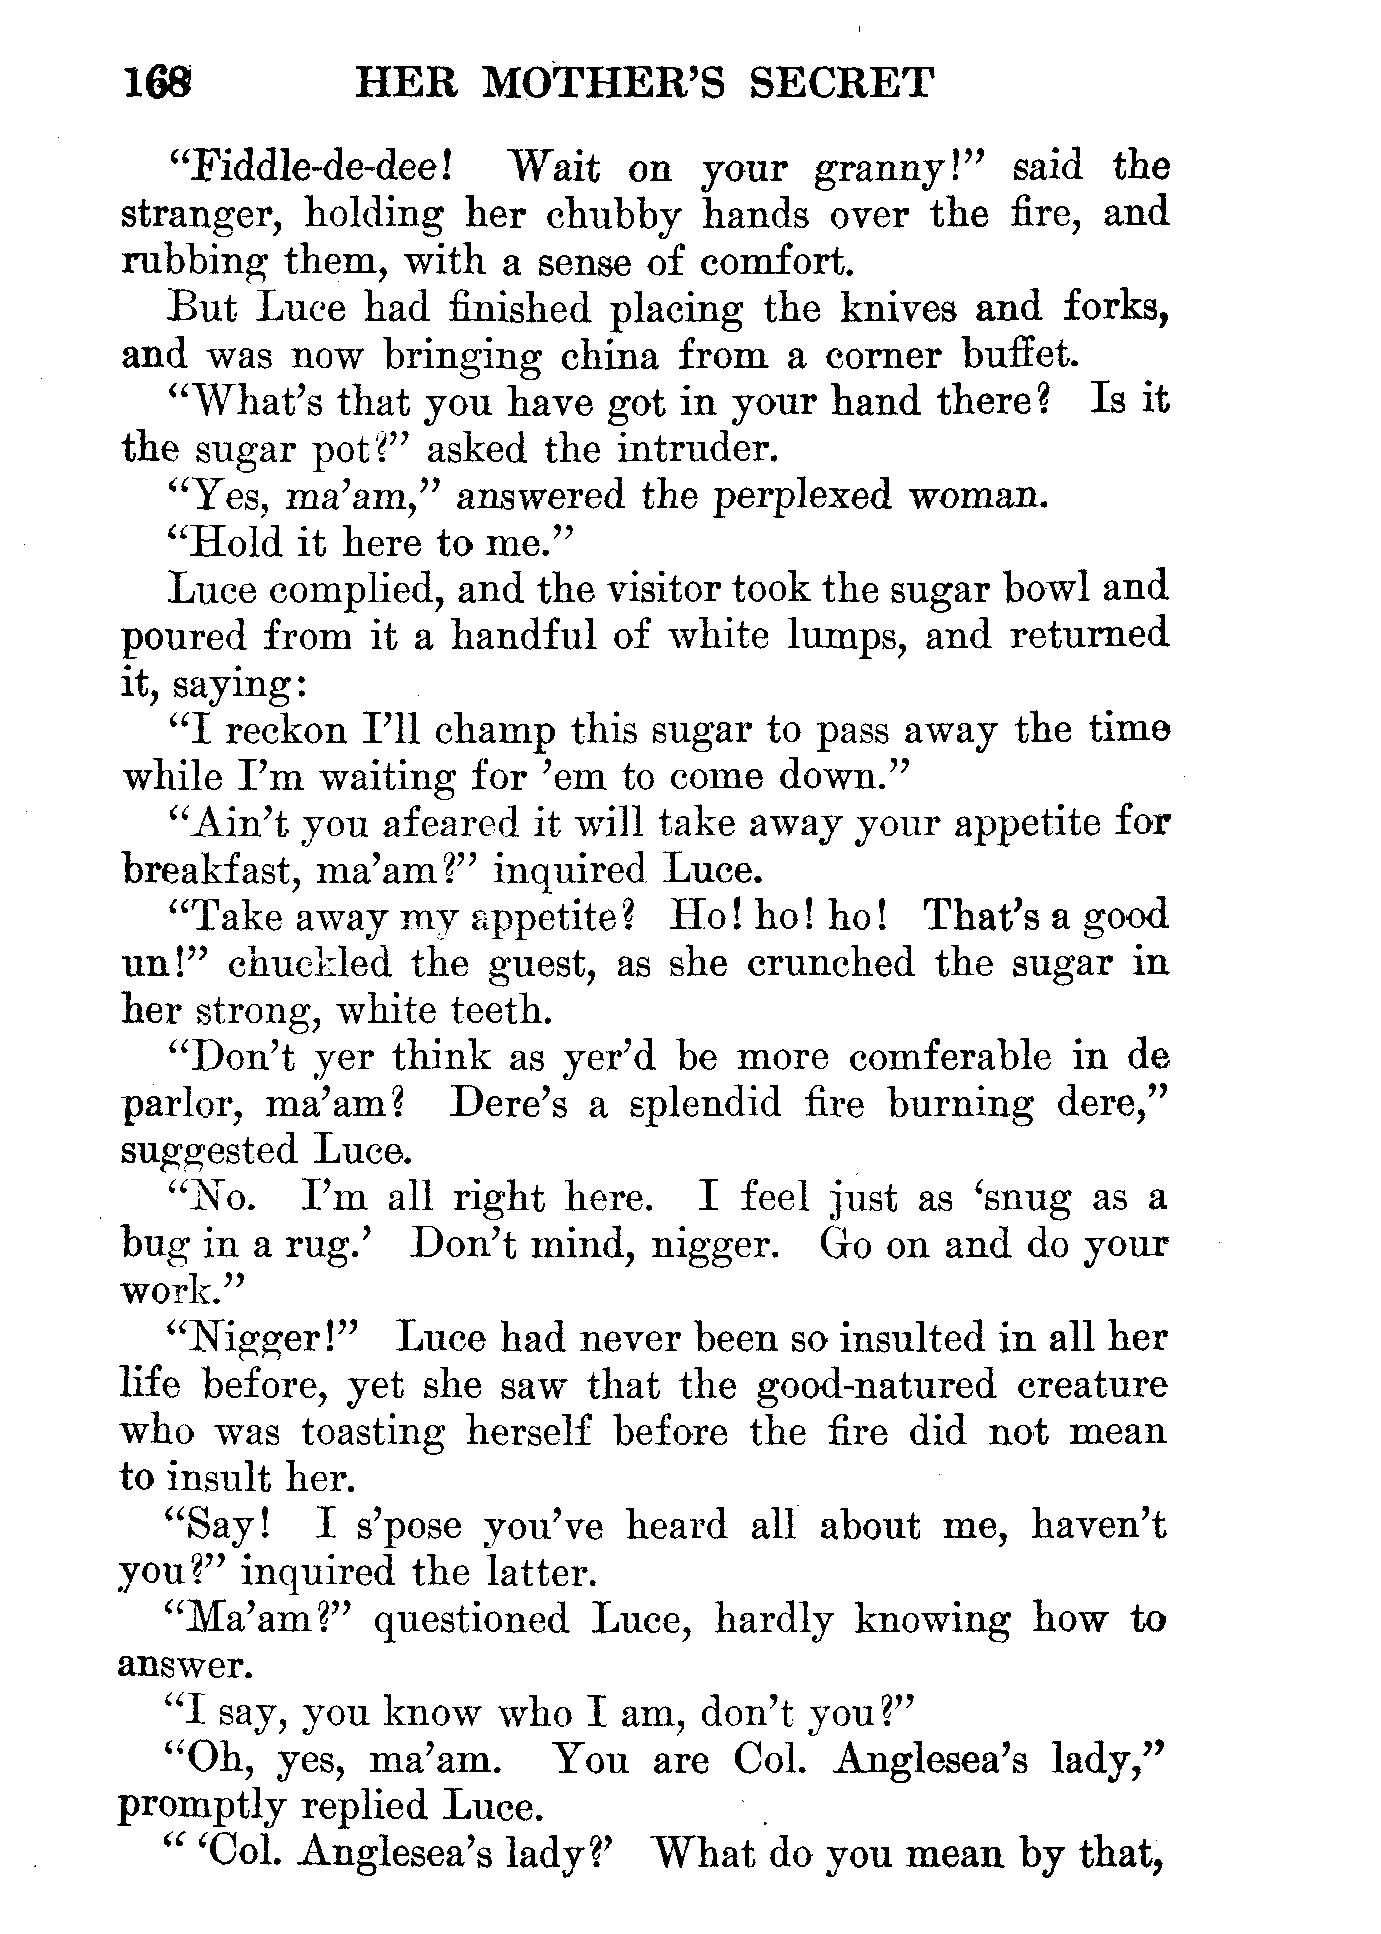 168 HER MOTHER'S SECRET
“Fiddle-de-dee! Wait on your granny!” said the
stranger, holding her chubby hands over the fire, and
rubbing them, with a sense of comfort.
But Luce had finished placing the knives and forks,
and was now bringing china from a corner buffet.
“What’s that you have got in your hand there? Is it
the sugar pot?” asked the intruder.
“Yes, ma’am,” answered the perplexed woman.
“Hold it here to me.”
Luce complied, and the visitor took the sugar bowl and
poured from it a handful of white lumps, and returned
it, saying:
“I reckon I’ll champ this sugar to pass away the time
while I’m waiting for ’em to come down.”
“Ain’t you afeared it will take away your appetite for
breakfast, ma’am?” inquired Luce.
“Take away my appetite? Ho! ho! ho! That’s a good
un!” chuckled the guest, as she crunched the sugar in
her strong, white teeth.
“Don’t yer think as yer’d be more comferable in de
parlor, ma’am? Dere’s a splendid fire burning dere,”
suggested Luce.
“No. I’m all right here. I feel just as ‘snug as a
bug in a rug.’ Don’t mind, nigger. Go on and do your
work.”
“Nigger!” Luce had never been so insulted in all her
life before, yet she saw that the good-natured creature
who was toasting herself before the fire did not mean
to insult her.
“Say! I s’pose you’ve heard all about me, haven’t
you?” inquired the latter.
“Ma’am?” questioned Luce, hardly knowing how to
answer.
“I say, you know who I am, don’t you?”
“Oh, yes, ma’am. You are Col. Anglesea’s lady,”
promptly replied Luce.
“ ‘Col. Anglesea’s lady?’ What do you mean by that,